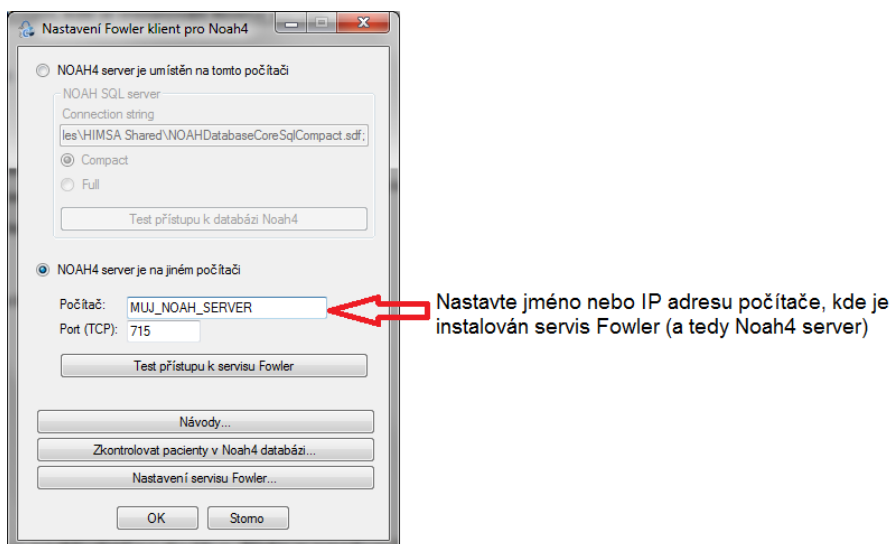 Nastavení Fowler klient pro Noah4
NOAH4 server je umístěn na tomto počítači
NOAH SQL server
Connection string
les\HIMSA Shared\NOAHDatabaseCoreSqlCompact.sdf;
Compact
Full
Test přístupu k databázi Noah4
NOAH4 server je na jiném počítači
Počítač: MUJ_NOAH_SERVER
Port (TCP): 715
Nastavte jméno nebo IP adresu počítače, kde je
instalován servis Fowler (a tedy Noah4 server)
Test přístupu k servisu Fowler
Návody...
Zkontrolovat pacienty v Noah4 databázi...
Nastavení servisu Fowler...
OK Storno